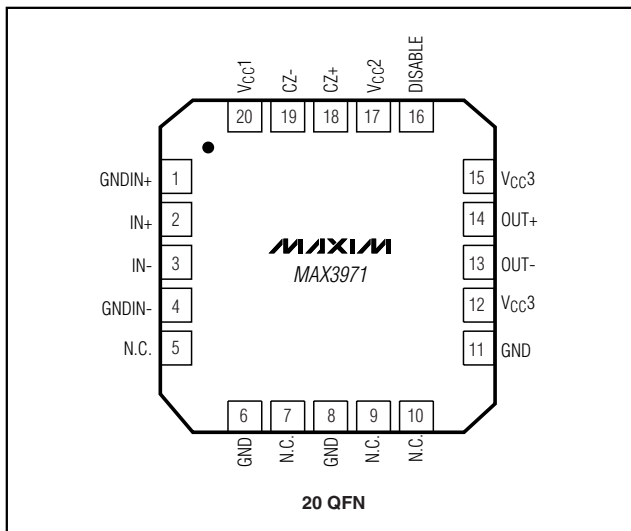 VCC1
CZ-
CZ+
VCC2
DISABLE
20
19
18
17
16
GNDIN+ 1
IN+ 2
IN- 3
GNDIN- 4
N.C. 5
15 VCC3
14 OUT+
13 OUT-
12 VCC3
11 GND
MAXIM
MAX3971
6
7
8
9
10
GND
N.C.
GND
N.C.
N.C.
20 QFN